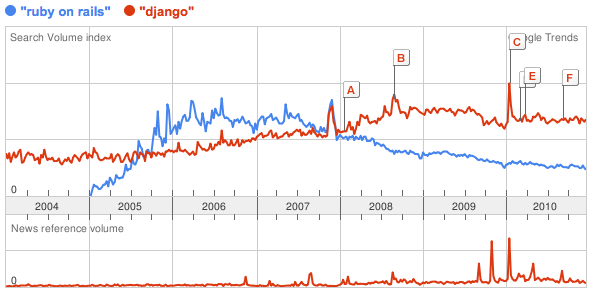 "ruby on rails" "django"
Search Volume index
Google Trends
C
B
A
E
F
0
2004 2005 2006 2007 2008 2009 2010
News reference volume
0